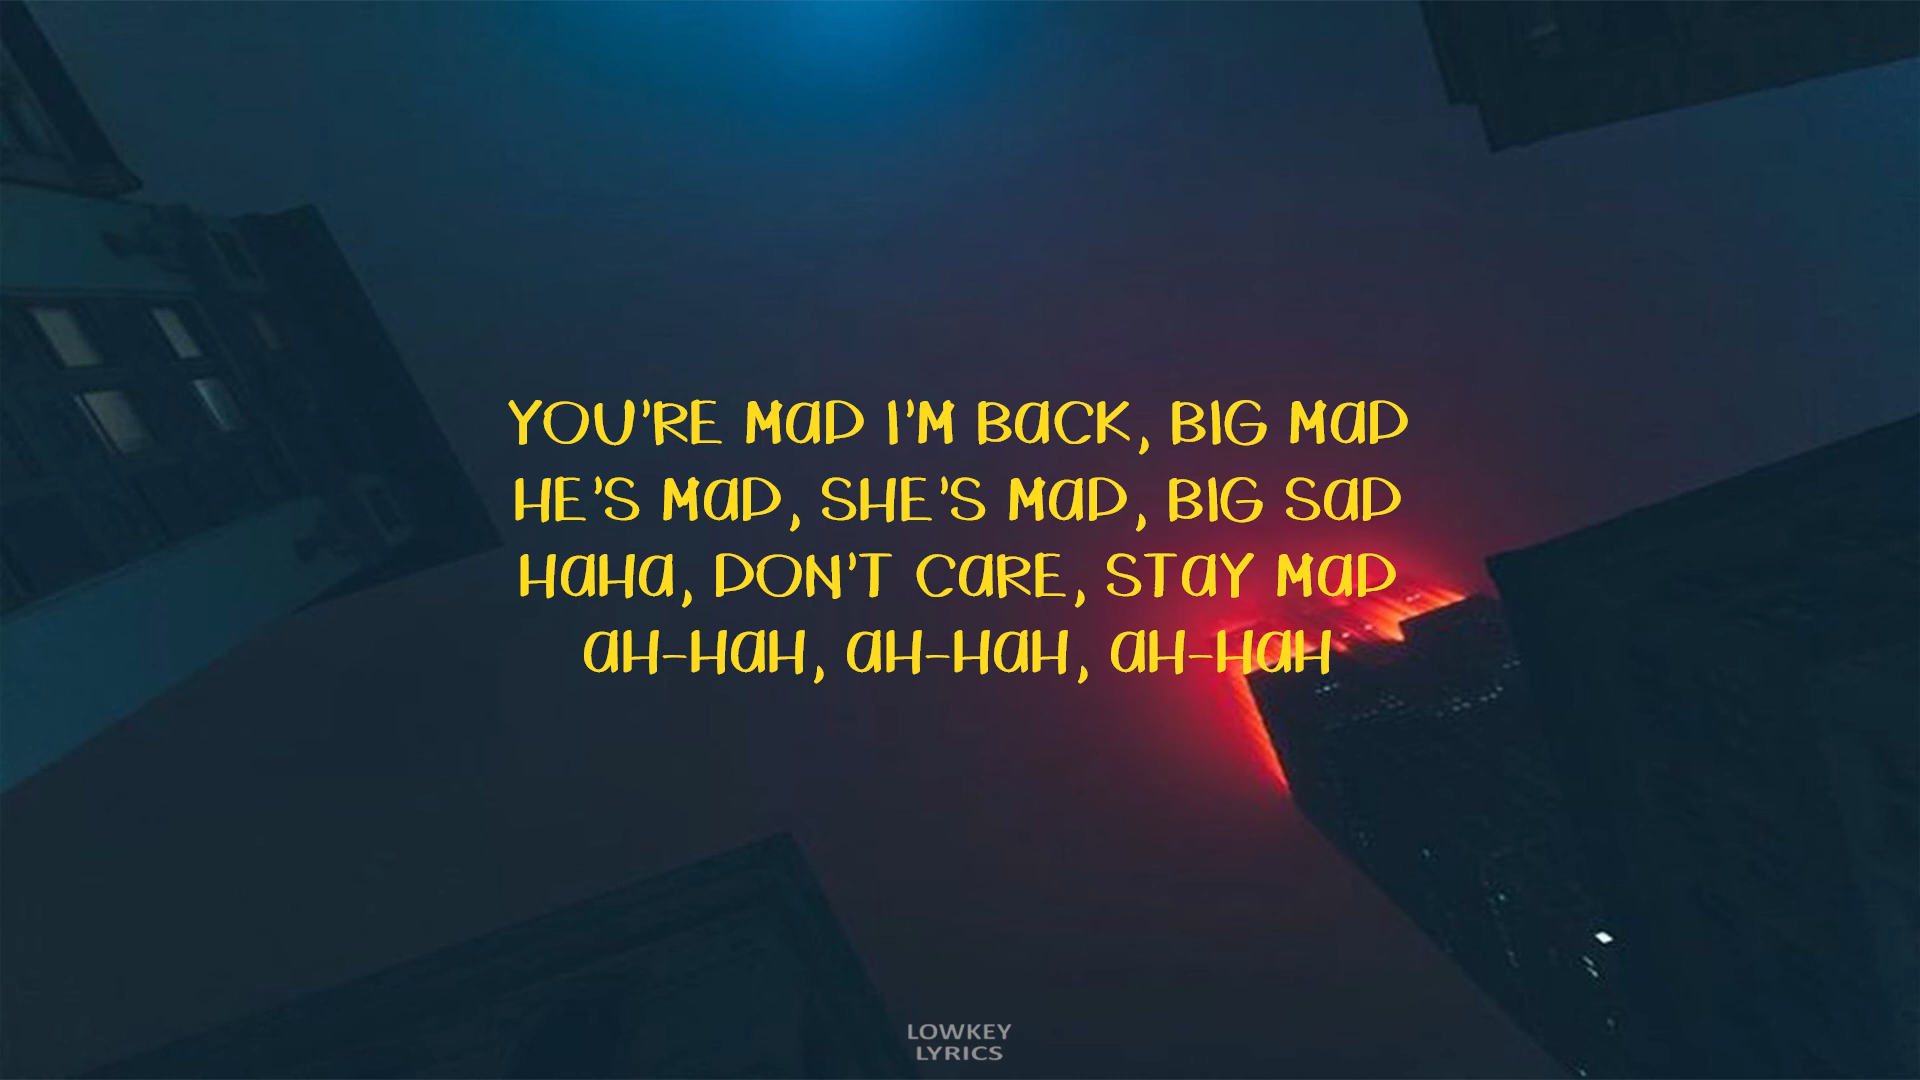 YOU'RE MAD I'M BACK, BIG MAD
HE'S MAD, SHE'S MAD, BIG SAD
HAHA, DON'T CARE, STAY MAD
AH-HAH, AH-HAH, AH-HAH
LOWKEY
LYRICS